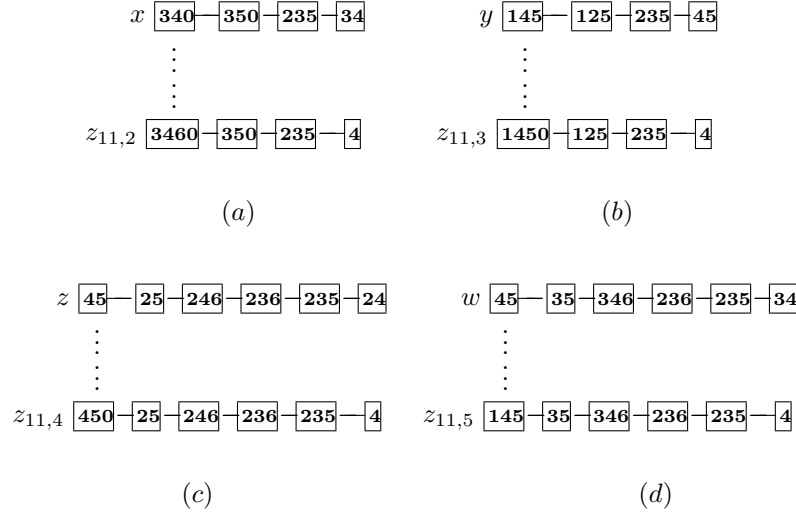 x 340 350 235 34
y 145 125 235 45
z11,2 3460 350 235 4
z11,3 1450 125 235 4
(a)
(b)
z 45 25 246 236 235 24
w 45 35 346 236 235 34
z11,4 450 25 246 236 235 4
z11,5 145 35 346 236 235 4
(c)
(d)